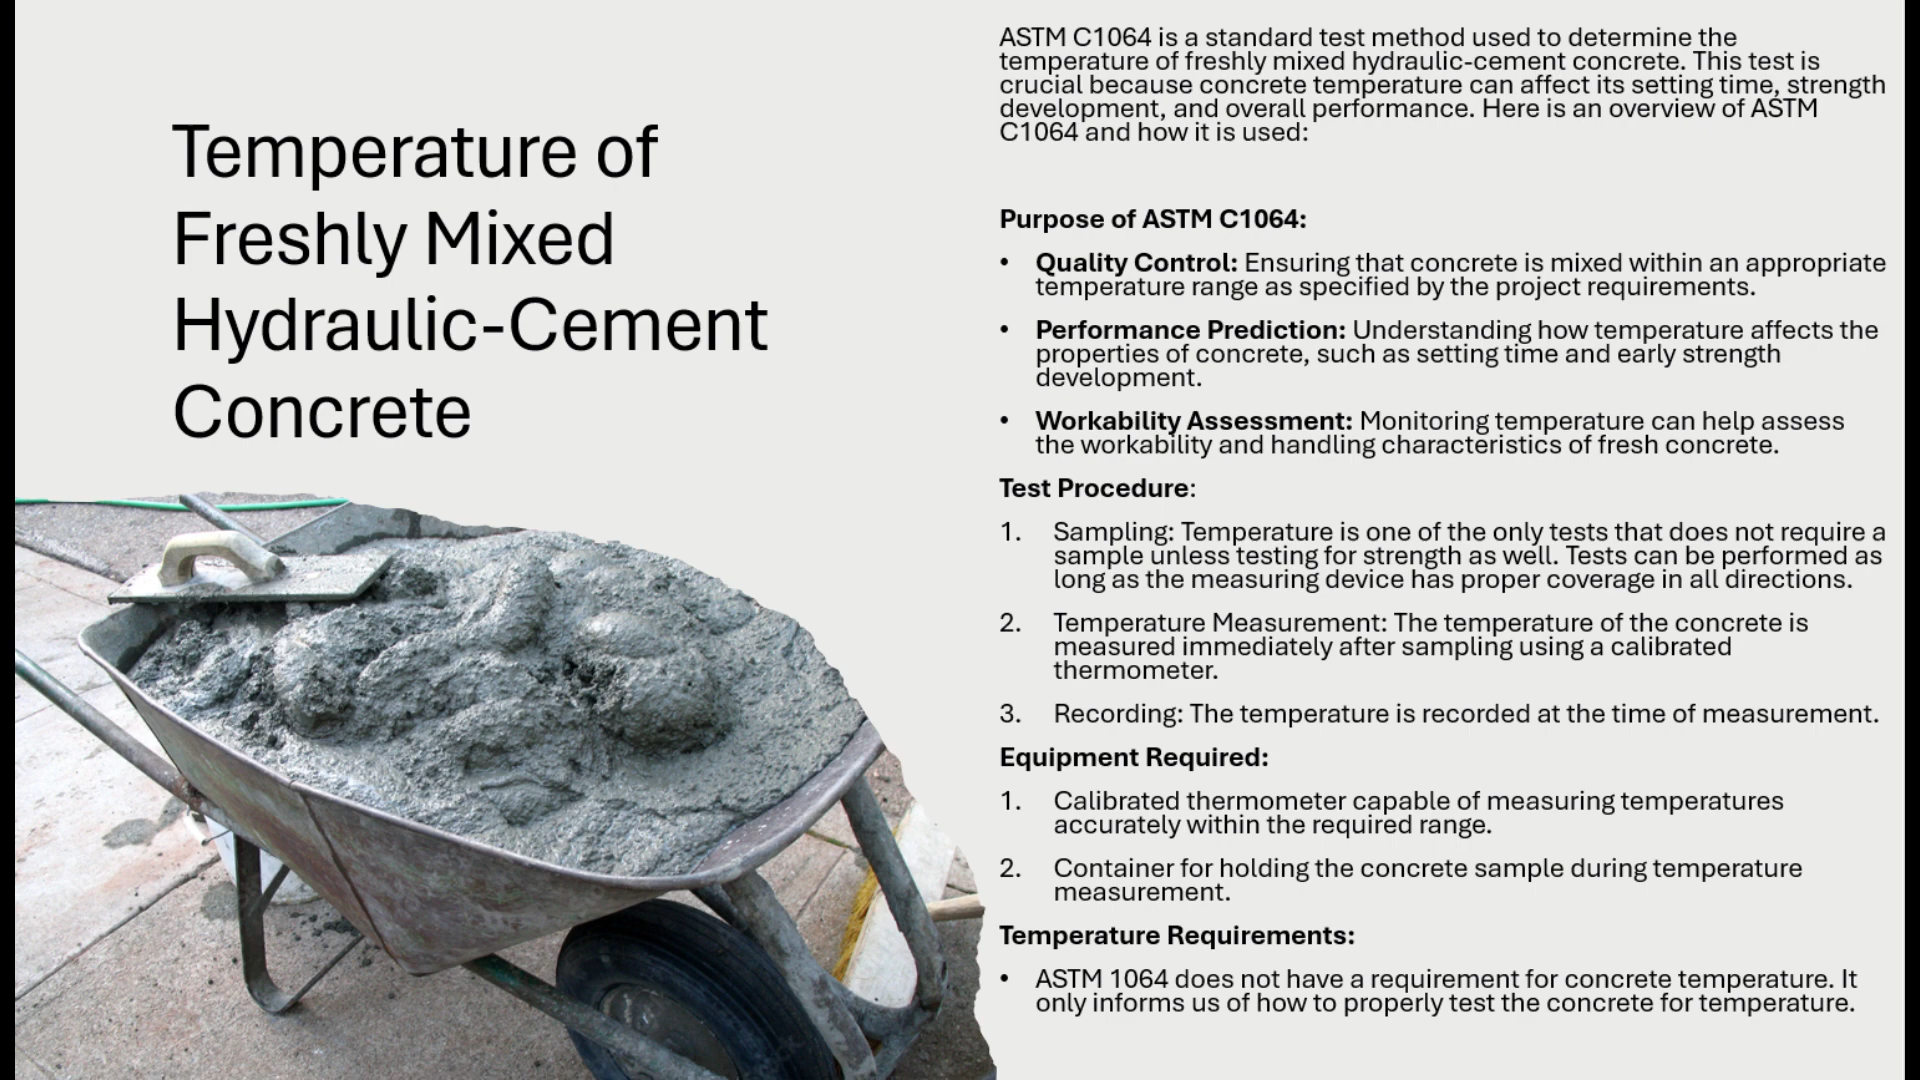 Temperature of
Freshly Mixed
Hydraulic-Cement
Concrete
ASTM C1064 is a standard test method used to determine the
temperature of freshly mixed hydraulic-cement concrete. This test is
crucial because concrete temperature can affect its setting time, strength
development, and overall performance. Here is an overview of ASTM
C1064 and how it is used:
Purpose of ASTM C1064:
• Quality Control: Ensuring that concrete is mixed within an appropriate
temperature range as specified by the project requirements.
• Performance Prediction: Understanding how temperature affects the
properties of concrete, such as setting time and early strength
development.
• Workability Assessment: Monitoring temperature can help assess
the workability and handling characteristics of fresh concrete.
Test Procedure:
1. Sampling: Temperature is one of the only tests that does not require a
sample unless testing for strength as well. Tests can be performed as
long as the measuring device has proper coverage in all directions.
2. Temperature Measurement: The temperature of the concrete is
measured immediately after sampling using a calibrated
thermometer.
3. Recording: The temperature is recorded at the time of measurement.
Equipment Required:
1. Calibrated thermometer capable of measuring temperatures
accurately within the required range.
2. Container for holding the concrete sample during temperature
measurement.
Temperature Requirements:
• ASTM 1064 does not have a requirement for concrete temperature. It
only informs us of how to properly test the concrete for temperature.